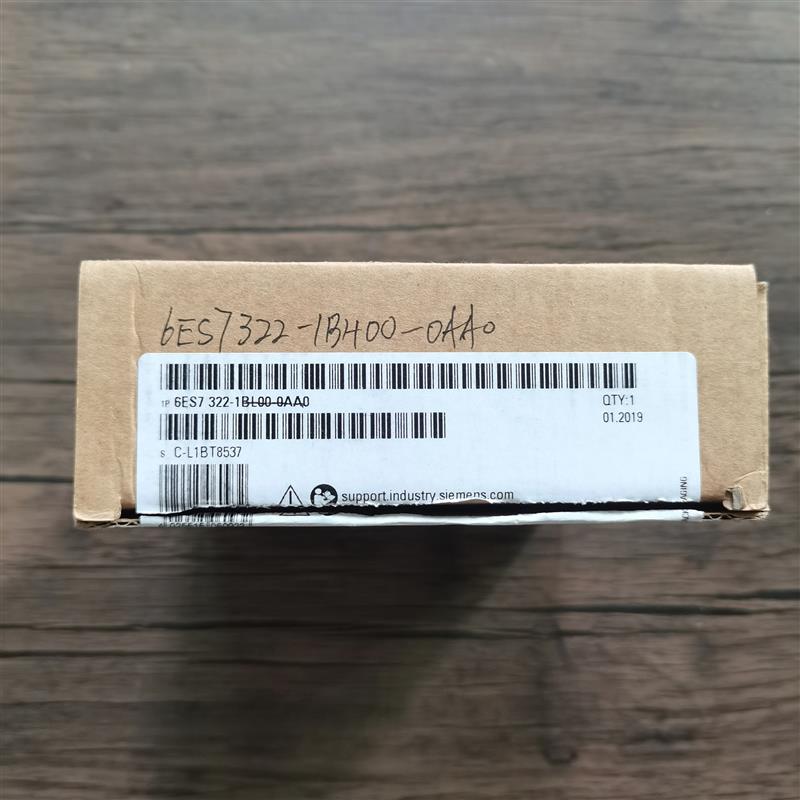 6ES7322-1BH00-0AA0
1P 6ES7 322-1BL00-0AA0
QTY:1
01.2019
S C-L1BT8537
support.industry.siemens.com